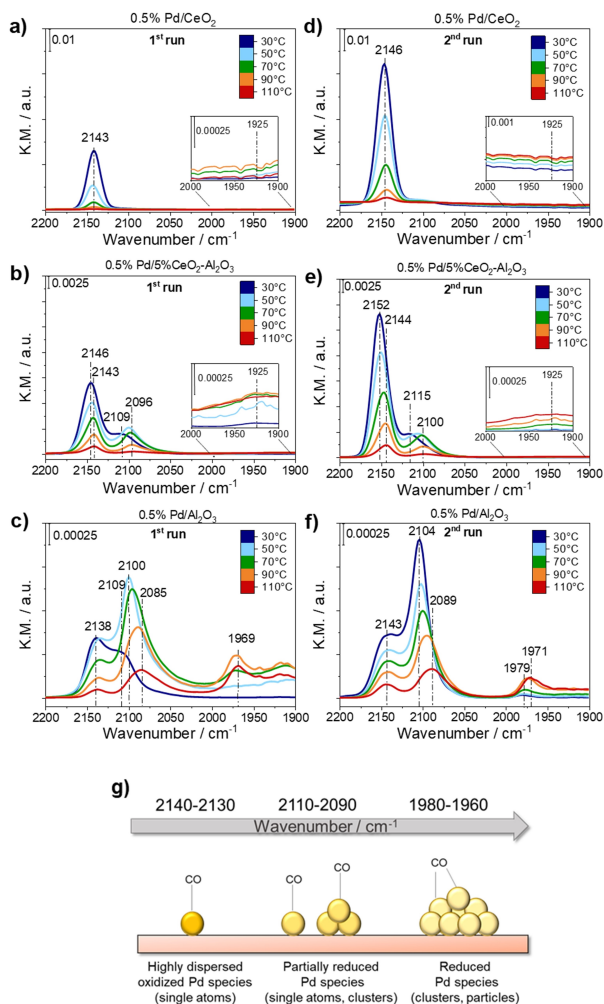 a)
0.5% Pd/CeO2
0.01
1st run
30°C
50°C
70°C
90°C
110°C
2143
0.00025
1925
2000 1950 1900
K.M. / a.u.
2200 2150 2100 2050 2000 1950 1900
Wavenumber / cm-1
d)
0.5% Pd/CeO2
0.01
2nd run
30°C
50°C
70°C
90°C
110°C
2146
0.001
1925
2000 1950 1900
K.M. / a.u.
2200 2150 2100 2050 2000 1950 1900
Wavenumber / cm-1
b)
0.5% Pd/5%CeO2-Al2O3
0.0025
1st run
30°C
50°C
70°C
90°C
110°C
2146
2143
2109
2096
0.00025
1925
2000 1950 1900
K.M. / a.u.
2200 2150 2100 2050 2000 1950 1900
Wavenumber / cm-1
e)
0.5% Pd/5%CeO2-Al2O3
0.0025
2nd run
30°C
50°C
70°C
90°C
110°C
2152
2144
2115
2100
0.00025
1925
2000 1950 1900
K.M. / a.u.
2200 2150 2100 2050 2000 1950 1900
Wavenumber / cm-1
c)
0.5% Pd/Al2O3
0.00025
1st run
30°C
50°C
70°C
90°C
110°C
2100
2109
2085
2138
1969
K.M. / a.u.
2200 2150 2100 2050 2000 1950 1900
Wavenumber / cm-1
f)
0.5% Pd/Al2O3
0.00025
2nd run
30°C
50°C
70°C
90°C
110°C
2104
2089
2143
1971
1979
K.M. / a.u.
2200 2150 2100 2050 2000 1950 1900
Wavenumber / cm-1
g)
2140-2130 2110-2090 1980-1960
Wavenumber / cm-1
CO CO CO CO
Highly dispersed
oxidized Pd species
(single atoms)
Partially reduced
Pd species
(single atoms, clusters)
Reduced
Pd species
(clusters, particles)